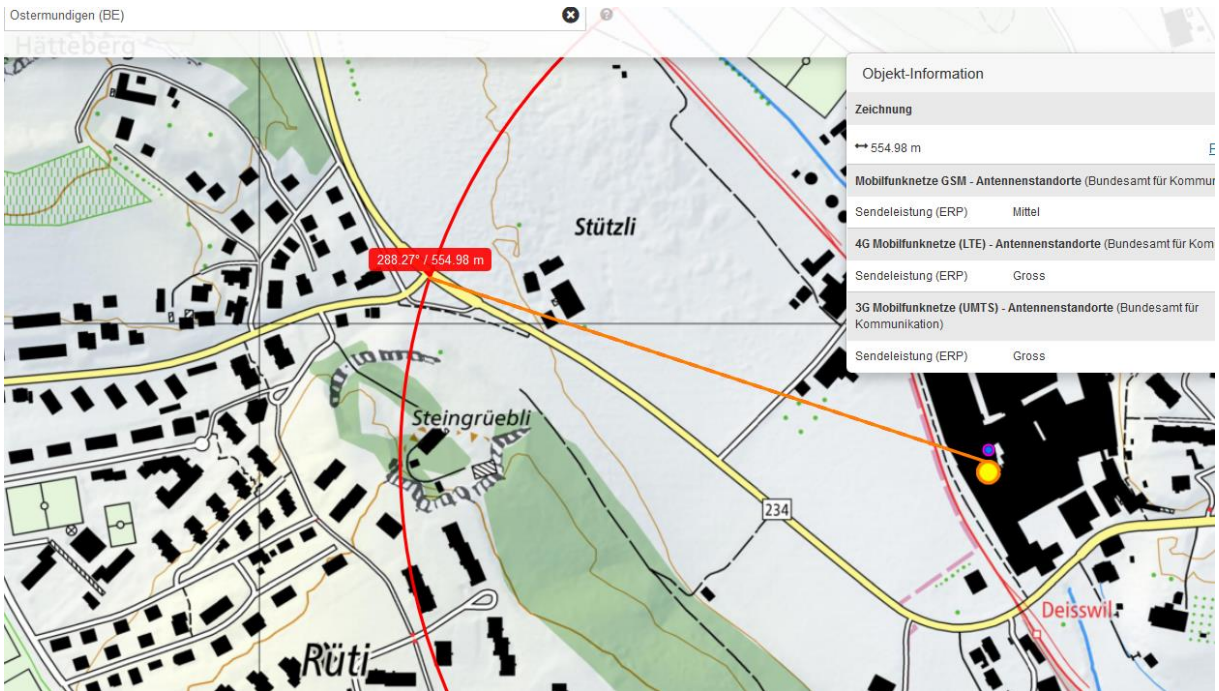 Ostermundigen (BE)
Hätteberg
Objekt-Information
Zeichnung
554.98 m
Mobilfunknetze GSM - Antennenstandorte (Bundesamt für Kommu
Sendeleistung (ERP) Mittel
4G Mobilfunknetze (LTE) - Antennenstandorte (Bundesamt für Kom
Sendeleistung (ERP) Gross
3G Mobilfunknetze (UMTS) - Antennenstandorte (Bundesamt für
Kommunikation)
Sendeleistung (ERP) Gross
Stützli
288.27° / 554.98 m
Steingrüebli
234
Deisswil
Rüti